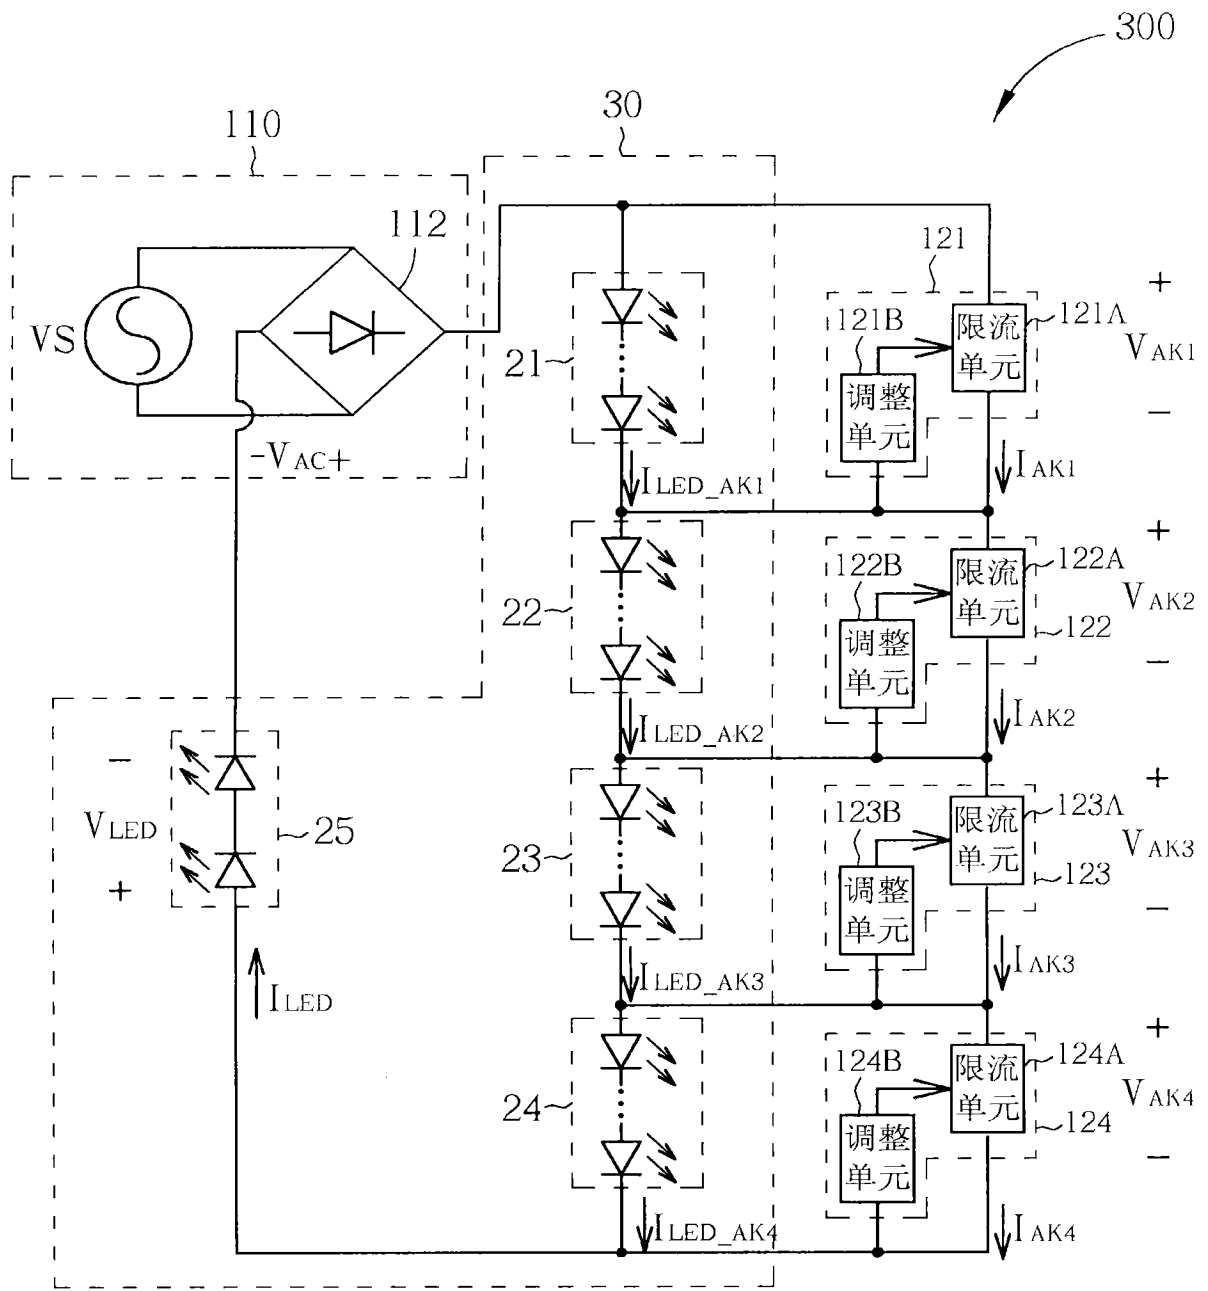 300
30
110
112
VS
-VAC+
121
+
121B
限流
单元
121A
VAK1
21
调整
单元
−
ILED_AK1
IAK1
+
122B
限流
单元
122A
VAK2
22
调整
单元
122
−
ILED_AK2
IAK2
−
VLED
+
25
+
123B
限流
单元
123A
VAK3
23
调整
单元
123
−
ILED
ILED_AK3
IAK3
+
124B
限流
单元
124A
VAK4
24
调整
单元
124
−
ILED_AK4
IAK4